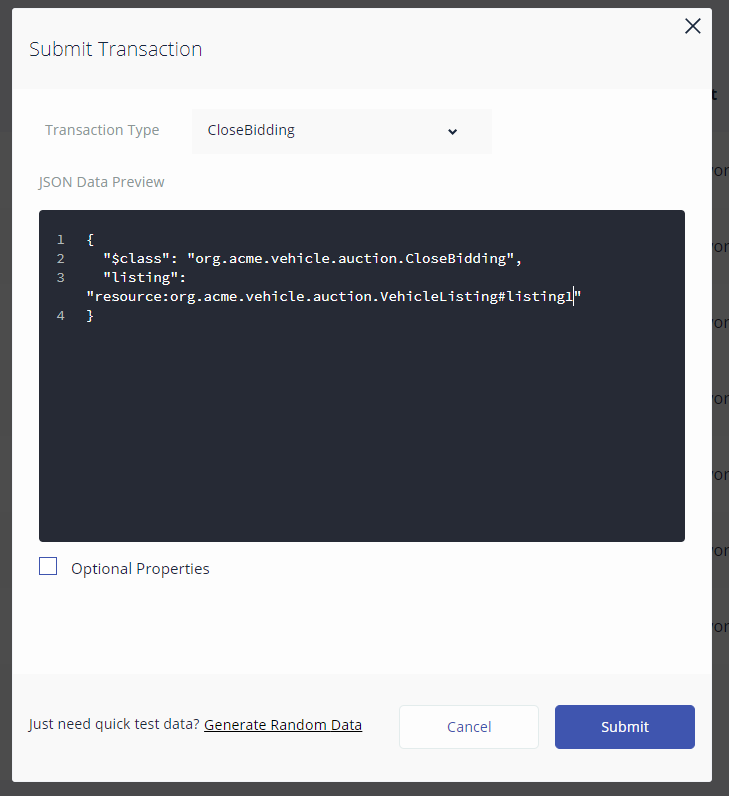 Submit Transaction
Transaction Type
CloseBidding
JSON Data Preview
1 {
2 "$class": "org.acme.vehicle.auction.CloseBidding",
3 "listing":
"resource:org.acme.vehicle.auction.VehicleListing#listing1"
4 }
Optional Properties
Just need quick test data? Generate Random Data
Cancel
Submit